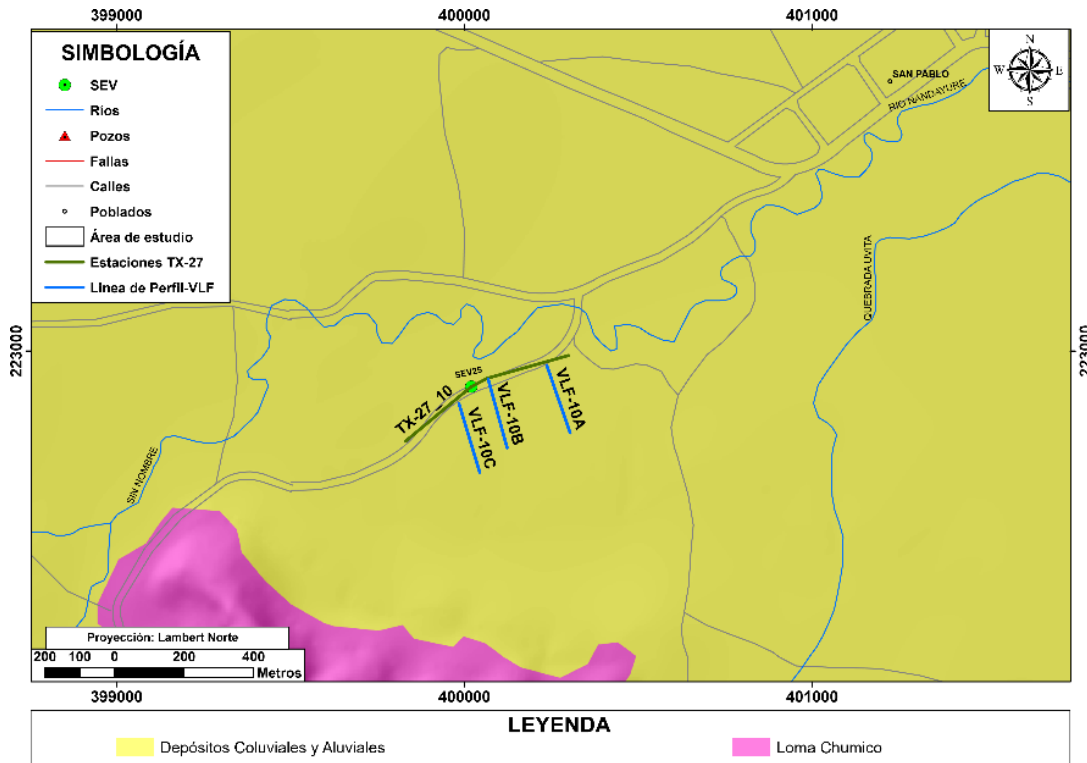 399000 400000 401000
SIMBOLOGÍA
SEV
Ríos
Pozos
Fallas
Calles
Poblados
Área de estudio
Estaciones TX-27
Línea de Perfil-VLF
N
W E
S
SAN PABLO
RIO NANDAYURE
QUEBRADA UVITA
223000 223000
SEV25
TX-27_10
VLF-10C
VLF-10B
VLF-10A
SIN NOMBRE
Proyección: Lambert Norte
200 100 0 200 400
Metros
399000 400000 401000
LEYENDA
Depósitos Coluviales y Aluviales
Loma Chumico